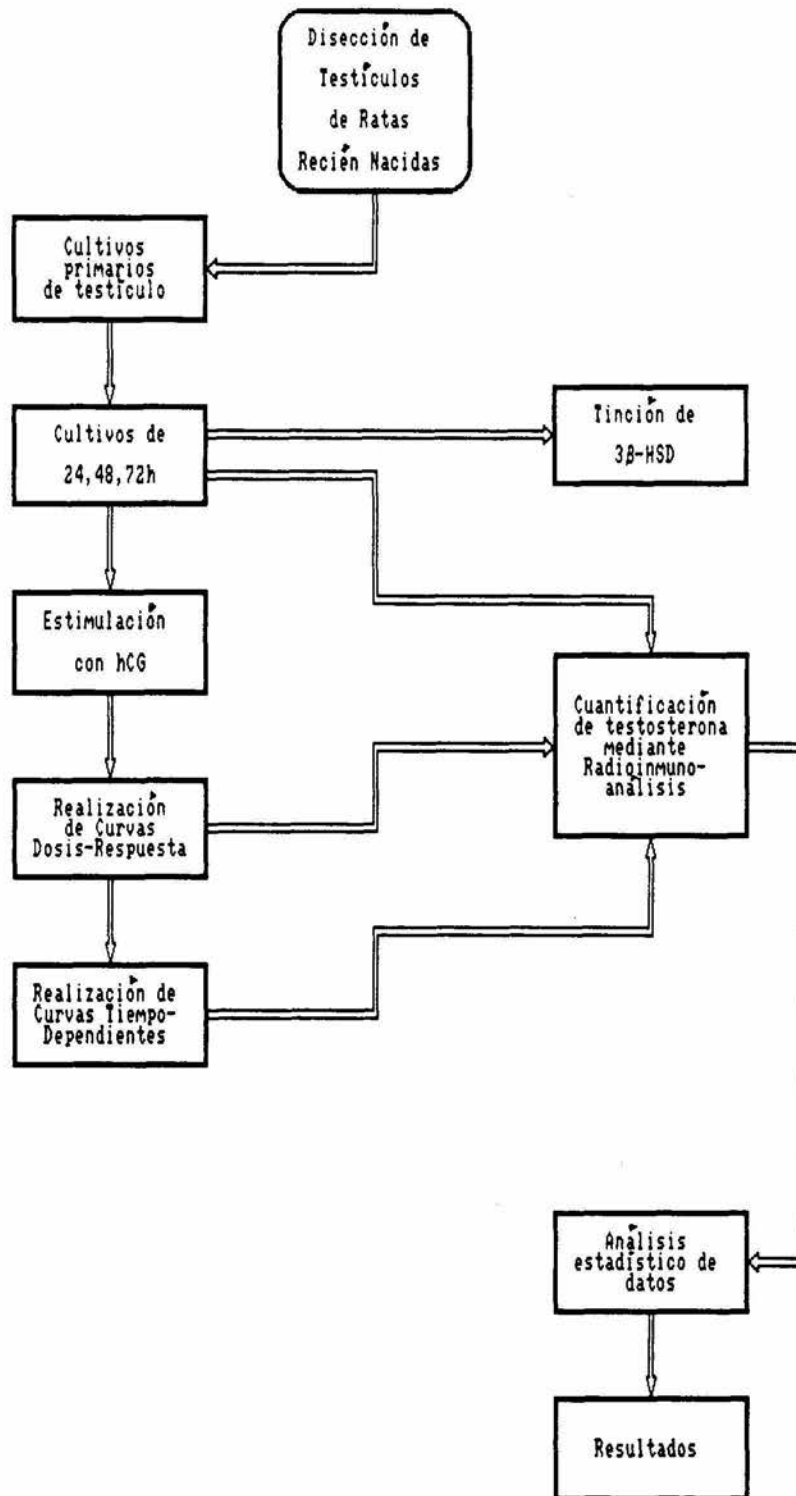 Disección de
Testículos
de Ratas
Recién Nacidas
Cultivos
primarios
de testículo
Cultivos de
24,48,72h
Tinción de
3β-HSD
Estimulación
con hCG
Cuantificación
de testosterona
mediante
Radioinmuno-
análisis
Realización
de Curvas
Dosis-Respuesta
Realización de
Curvas Tiempo-
Dependientes
Análisis
estadístico de
datos
Resultados